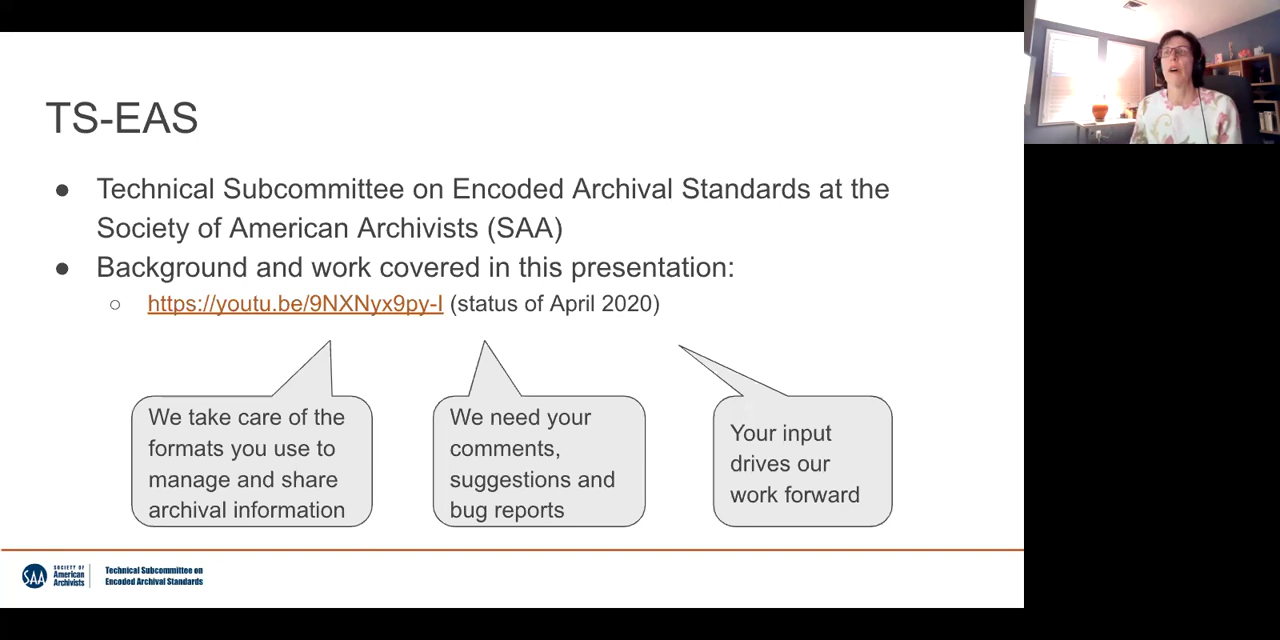 TS-EAS
● Technical Subcommittee on Encoded Archival Standards at the
Society of American Archivists (SAA)
● Background and work covered in this presentation:
○ https://youtu.be/9NXNyx9py-I (status of April 2020)
We take care of the
formats you use to
manage and share
archival information
We need your
comments,
suggestions and
bug reports
Your input
drives our
work forward
SAA
SOCIETY OF
American
Archivists
Technical Subcommittee on
Encoded Archival Standards